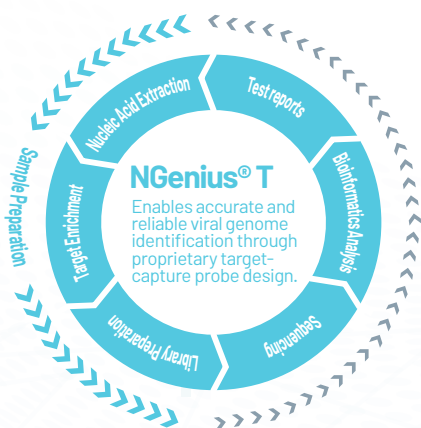 NGenius® T
Enables accurate and
reliable viral genome
identification through
proprietary target-
capture probe design.
Sample Preparation
Nucleic Acid Extraction
Target Enrichment
Library Preparation
Sequencing
Bioinformatics Analysis
Test reports